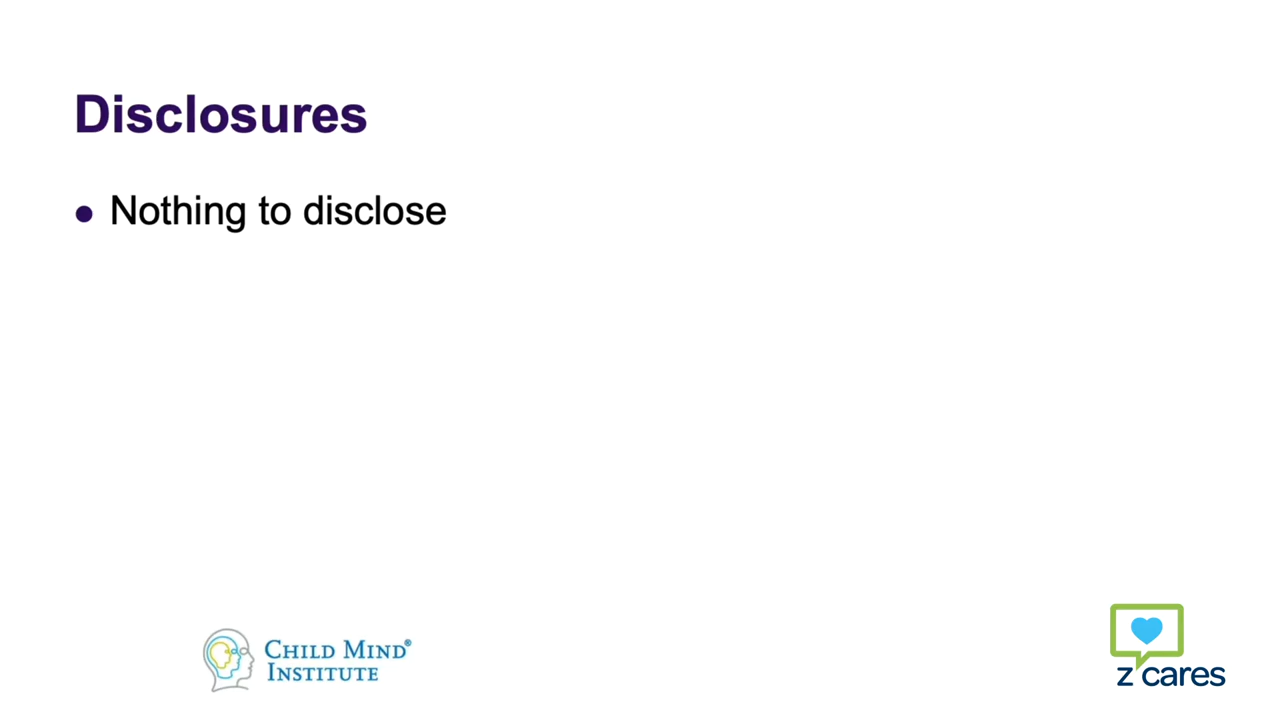 Disclosures
• Nothing to disclose
CHILD MIND®
INSTITUTE
z cares